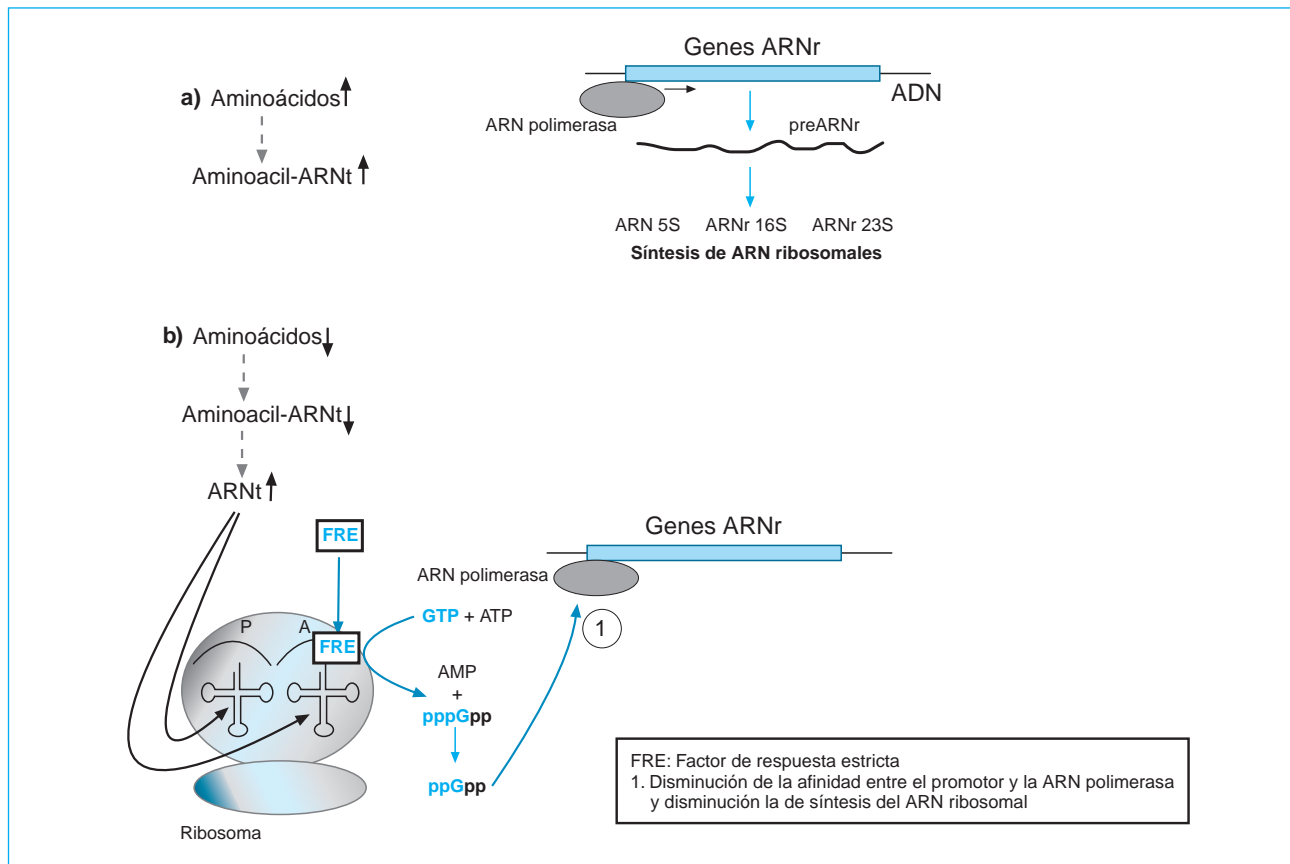 Genes ARNr
ADN
a) Aminoácidos
ARN polimerasa
preARNr
Aminoacil-ARNt
ARN 5S ARNr 16S ARNr 23S
Síntesis de ARN ribosomales
b) Aminoácidos
Aminoacil-ARNt
ARNt
FRE
Genes ARNr
ARN polimerasa
GTP + ATP
1
P A
FRE
AMP
+
pppGpp
ppGpp
Ribosoma
FRE: Factor de respuesta estricta
1. Disminución de la afinidad entre el promotor y la ARN polimerasa
y disminución la de síntesis del ARN ribosomal